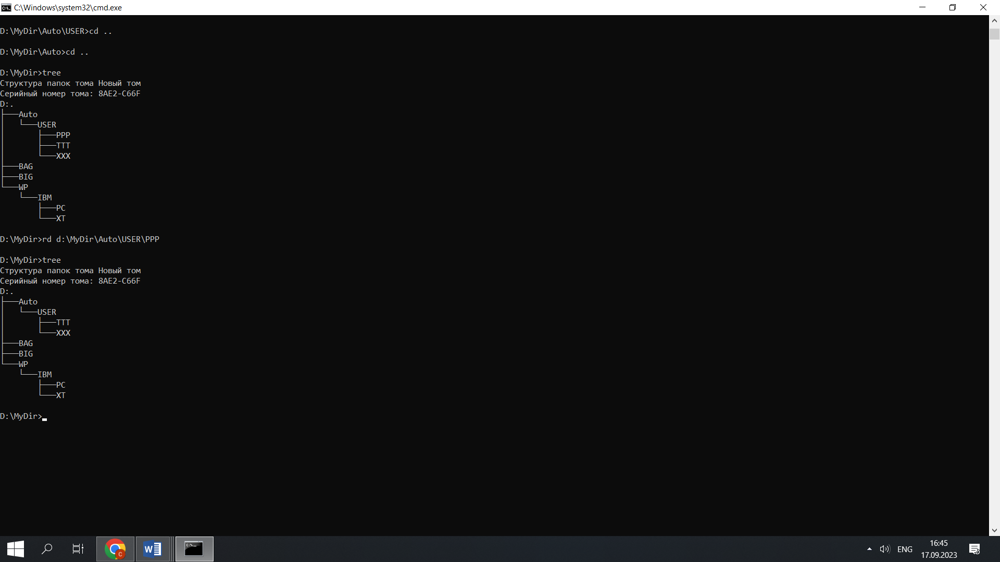 C:\Windows\system32\cmd.exe
D:\MyDir\Auto\USER>cd ..
D:\MyDir\Auto>cd ..
D:\MyDir>tree
Структура папок тома Новый том
Серийный номер тома: 8AE2-C66F
D:.
├───Auto
│   └───USER
│       ├───PPP
│       ├───TTT
│       └───XXX
├───BAG
├───BIG
└───WP
    └───IBM
        ├───PC
        └───XT
D:\MyDir>rd d:\MyDir\Auto\USER\PPP
D:\MyDir>tree
Структура папок тома Новый том
Серийный номер тома: 8AE2-C66F
D:.
├───Auto
│   └───USER
│       ├───TTT
│       └───XXX
├───BAG
├───BIG
└───WP
    └───IBM
        ├───PC
        └───XT
D:\MyDir>
ENG
16:45
17.09.2023